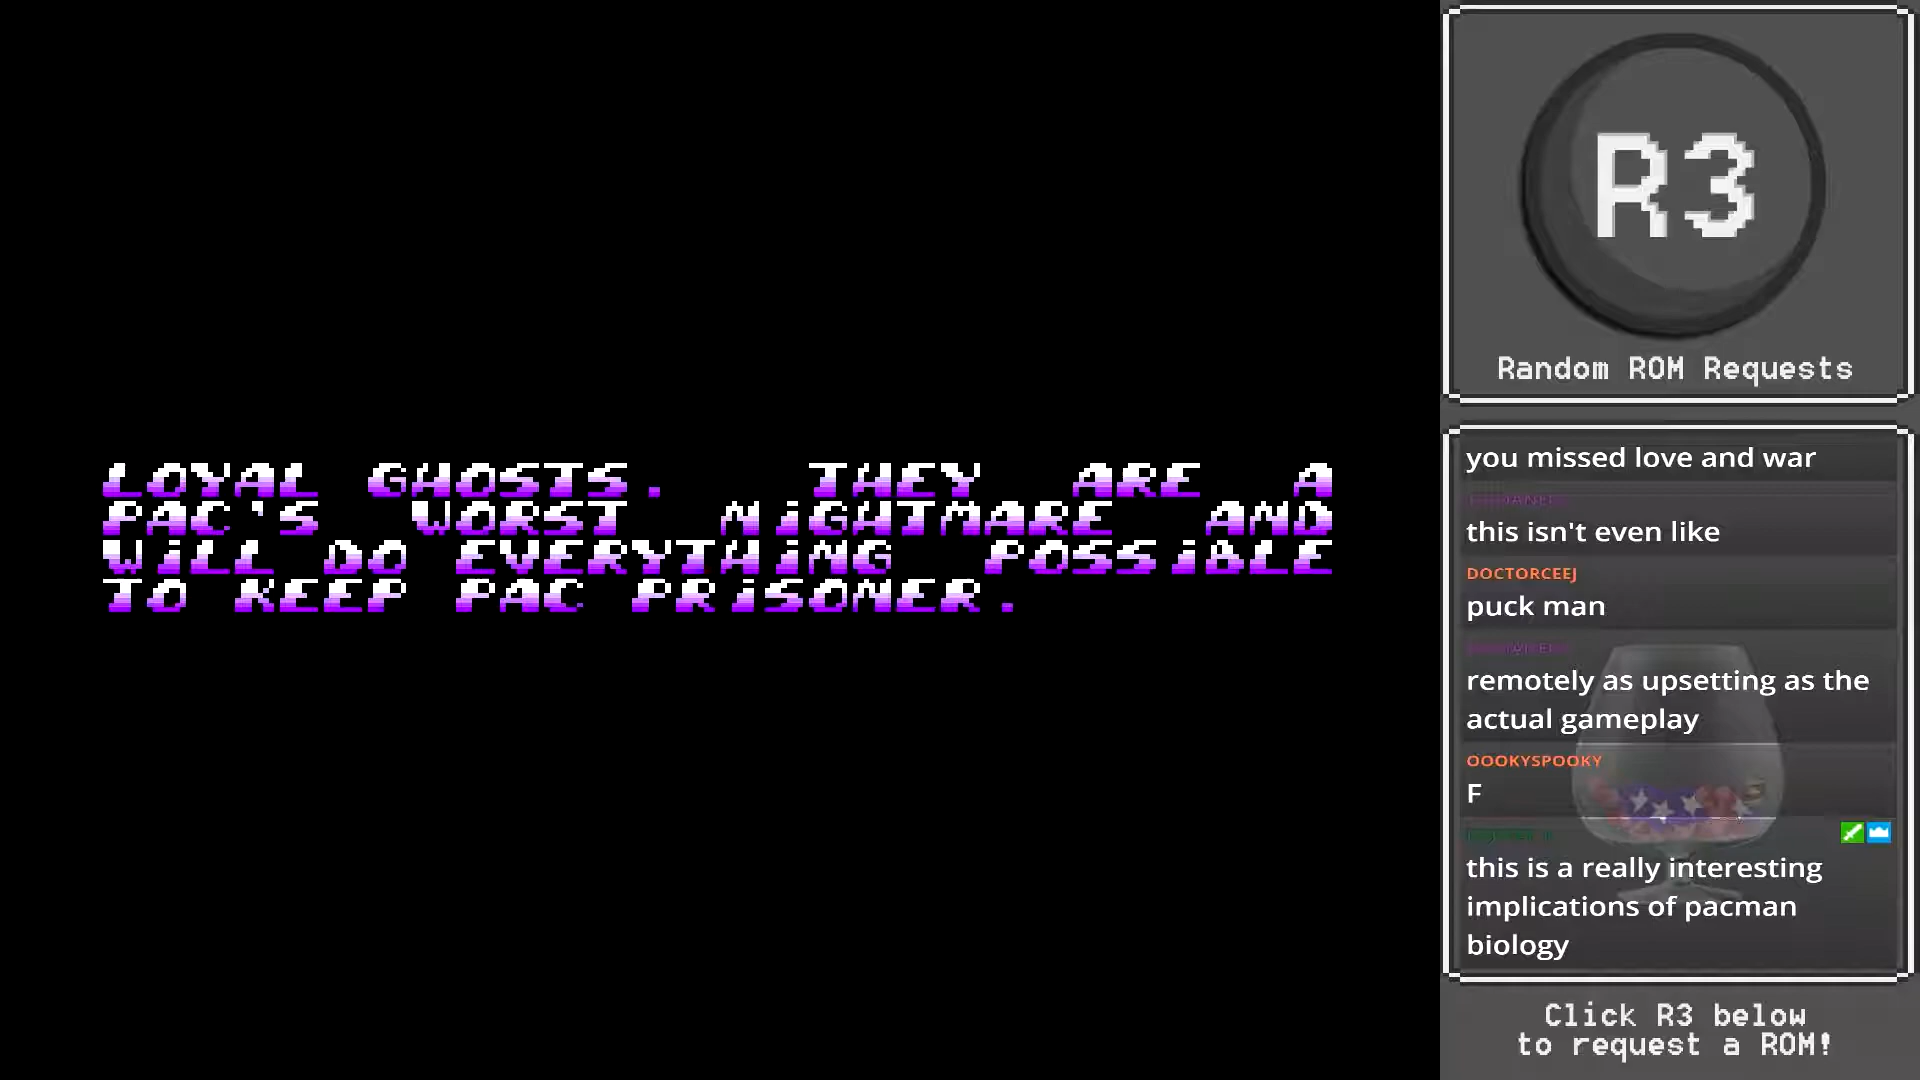 LOYAL GHOSTS. THEY ARE A
PAC'S WORST NiGHTMARE AND
WiLL DO EVERYTHiNG POSSiBLE
TO KEEP PAC PRiSONER.
R3
Random ROM Requests
you missed love and war
this isn't even like
DOCTORCEEJ
puck man
remotely as upsetting as the
actual gameplay
OOOKYSPOOKY
F
this is a really interesting
implications of pacman
biology
Click R3 below
to request a ROM!